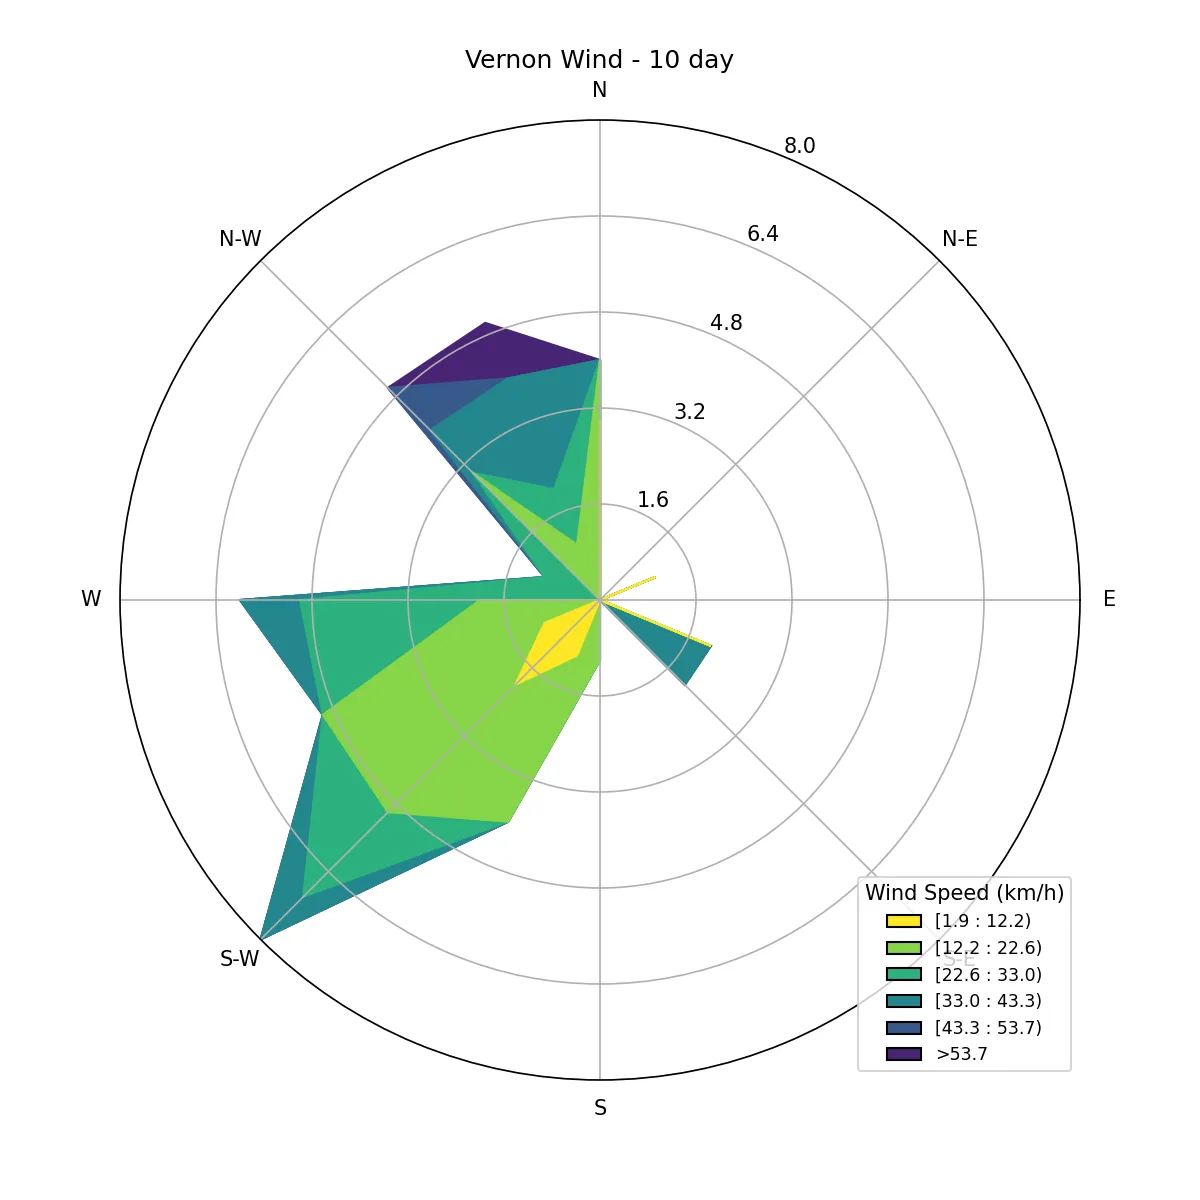 Vernon Wind - 10 day
N
8.0
N-W
6.4
N-E
4.8
3.2
1.6
W
E
S-W
S-E
S
Wind Speed (km/h)
[1.9 : 12.2)
[12.2 : 22.6)
[22.6 : 33.0)
[33.0 : 43.3)
[43.3 : 53.7)
>53.7